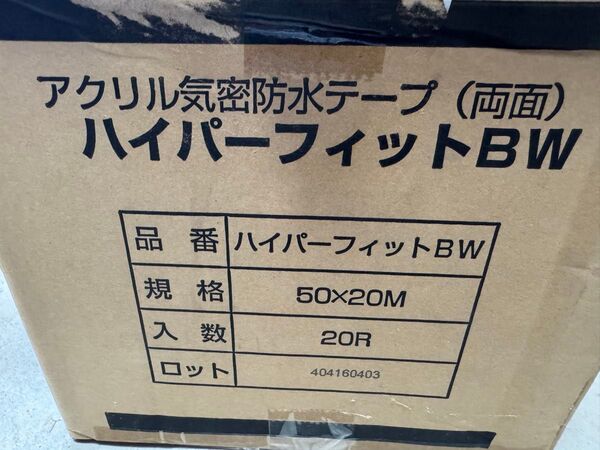 アクリル気密防水テープ（両面）
ハイパーフィットBW
品番 ハイパーフィットBW
規格 50×20M
入数 20R
ロット 404160403